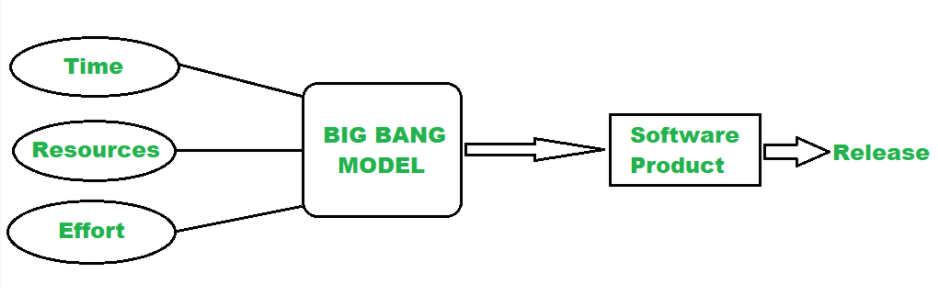 Time
Resources
Effort
BIG BANG
MODEL
Software
Product
Release